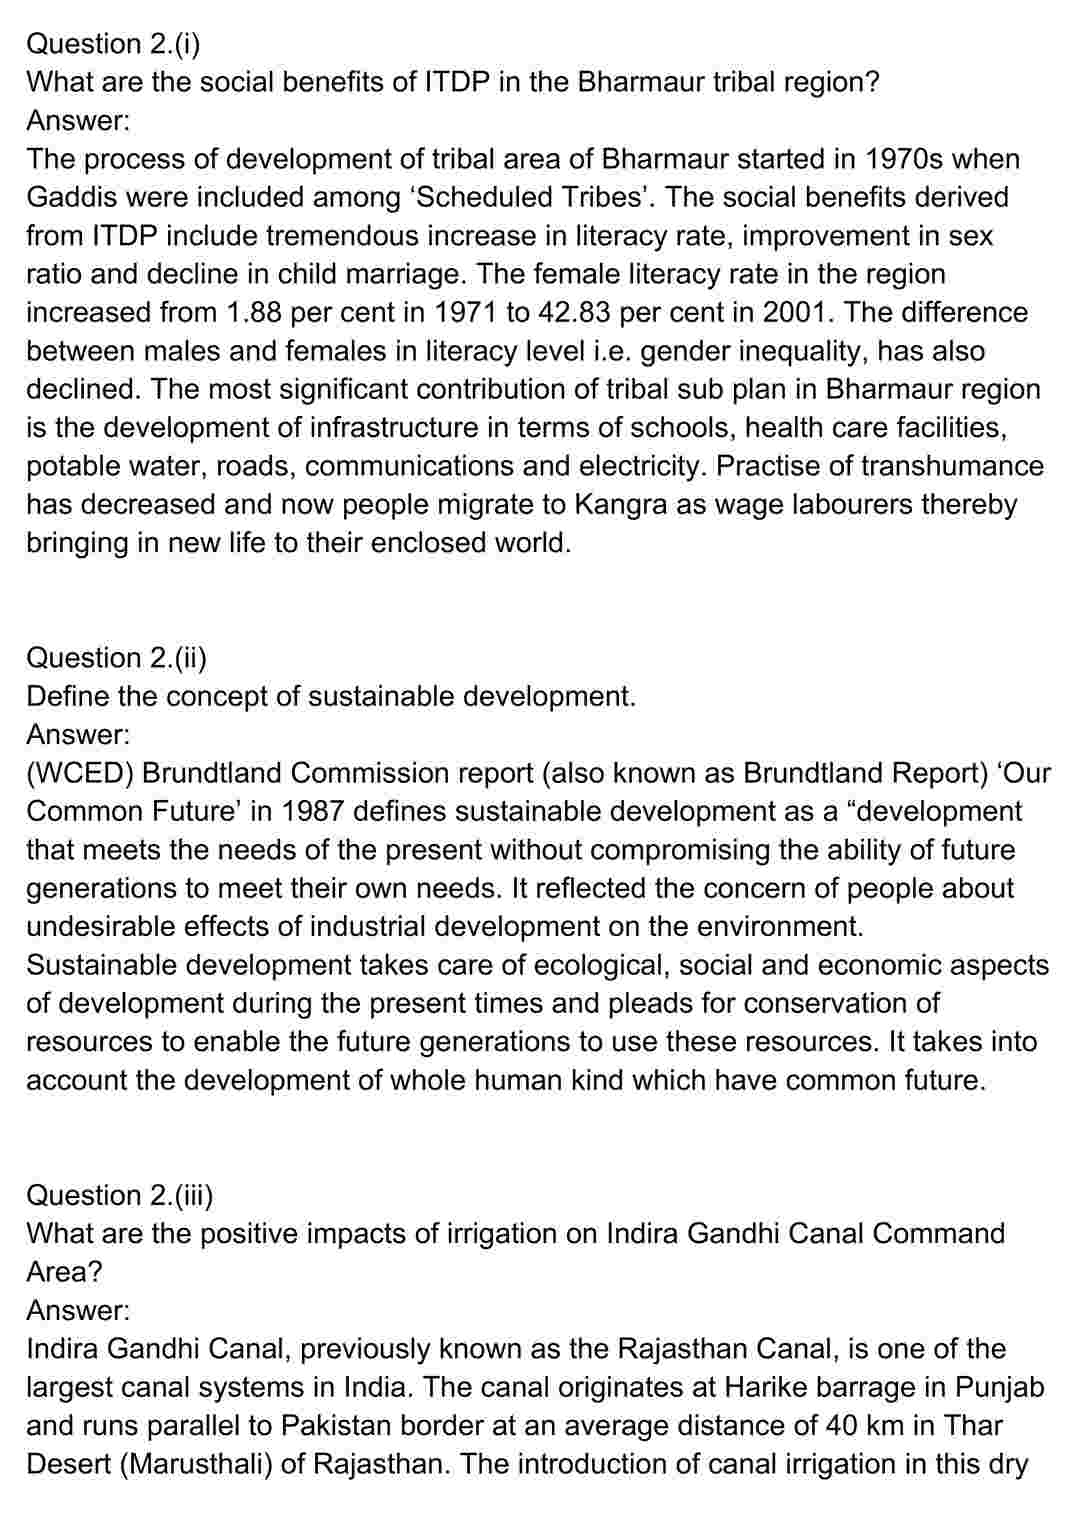 Question 2.(i)
What are the social benefits of ITDP in the Bharmaur tribal region?
Answer:
The process of development of tribal area of Bharmaur started in 1970s when
Gaddis were included among ‘Scheduled Tribes’. The social benefits derived
from ITDP include tremendous increase in literacy rate, improvement in sex
ratio and decline in child marriage. The female literacy rate in the region
increased from 1.88 per cent in 1971 to 42.83 per cent in 2001. The difference
between males and females in literacy level i.e. gender inequality, has also
declined. The most significant contribution of tribal sub plan in Bharmaur region
is the development of infrastructure in terms of schools, health care facilities,
potable water, roads, communications and electricity. Practise of transhumance
has decreased and now people migrate to Kangra as wage labourers thereby
bringing in new life to their enclosed world.
Question 2.(ii)
Define the concept of sustainable development.
Answer:
(WCED) Brundtland Commission report (also known as Brundtland Report) ‘Our
Common Future’ in 1987 defines sustainable development as a “development
that meets the needs of the present without compromising the ability of future
generations to meet their own needs. It reflected the concern of people about
undesirable effects of industrial development on the environment.
Sustainable development takes care of ecological, social and economic aspects
of development during the present times and pleads for conservation of
resources to enable the future generations to use these resources. It takes into
account the development of whole human kind which have common future.
Question 2.(iii)
What are the positive impacts of irrigation on Indira Gandhi Canal Command
Area?
Answer:
Indira Gandhi Canal, previously known as the Rajasthan Canal, is one of the
largest canal systems in India. The canal originates at Harike barrage in Punjab
and runs parallel to Pakistan border at an average distance of 40 km in Thar
Desert (Marusthali) of Rajasthan. The introduction of canal irrigation in this dry